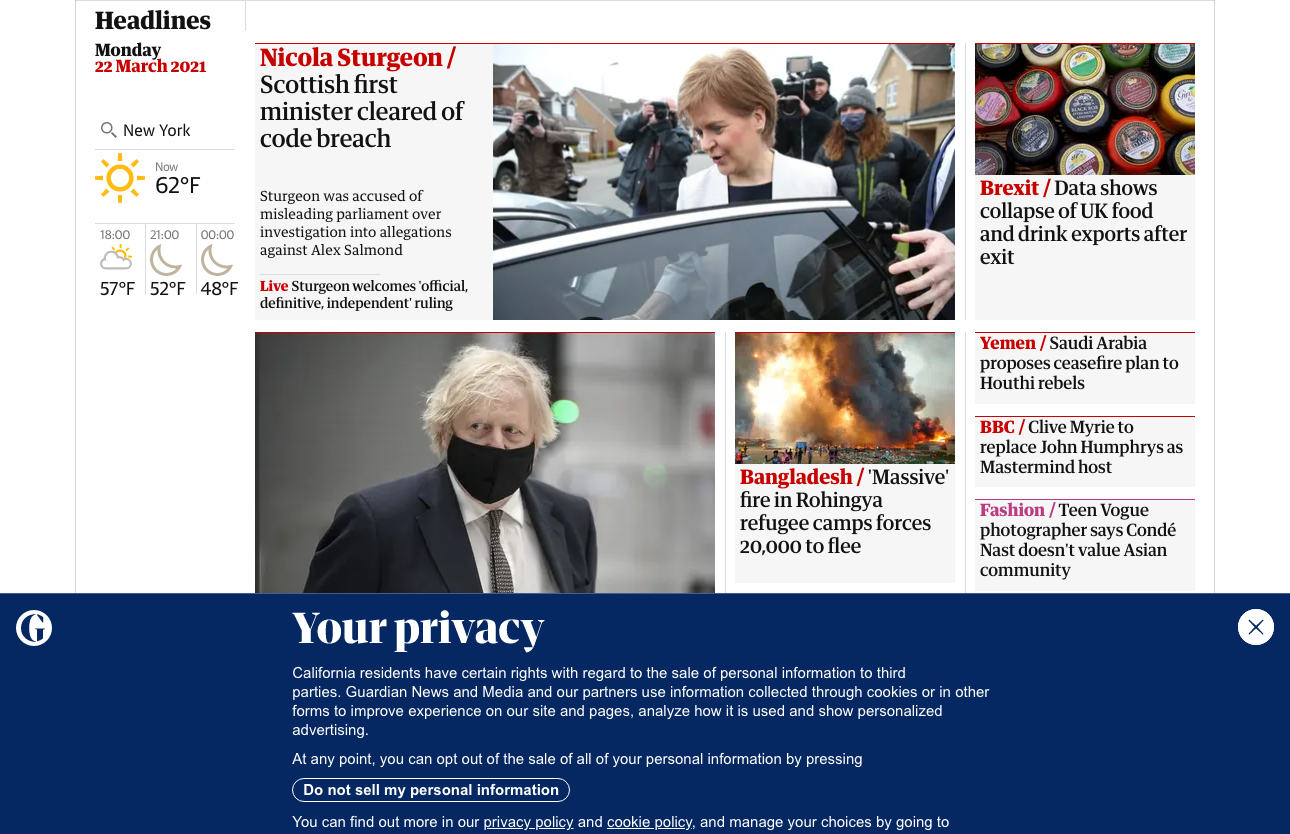 Headlines
Monday
22 March 2021
New York
Now
62°F
18:00
21:00
00:00
57°F
52°F
48°F
Nicola Sturgeon /
Scottish first
minister cleared of
code breach
Sturgeon was accused of
misleading parliament over
investigation into allegations
against Alex Salmond
Live Sturgeon welcomes 'official,
definitive, independent' ruling
Brexit / Data shows
collapse of UK food
and drink exports after
exit
Bangladesh / 'Massive'
fire in Rohingya
refugee camps forces
20,000 to flee
Yemen / Saudi Arabia
proposes ceasefire plan to
Houthi rebels
BBC / Clive Myrie to
replace John Humphrys as
Mastermind host
Fashion / Teen Vogue
photographer says Condé
Nast doesn't value Asian
community
Your privacy
California residents have certain rights with regard to the sale of personal information to third
parties. Guardian News and Media and our partners use information collected through cookies or in other
forms to improve experience on our site and pages, analyze how it is used and show personalized
advertising.
At any point, you can opt out of the sale of all of your personal information by pressing
Do not sell my personal information
You can find out more in our privacy policy and cookie policy, and manage your choices by going to